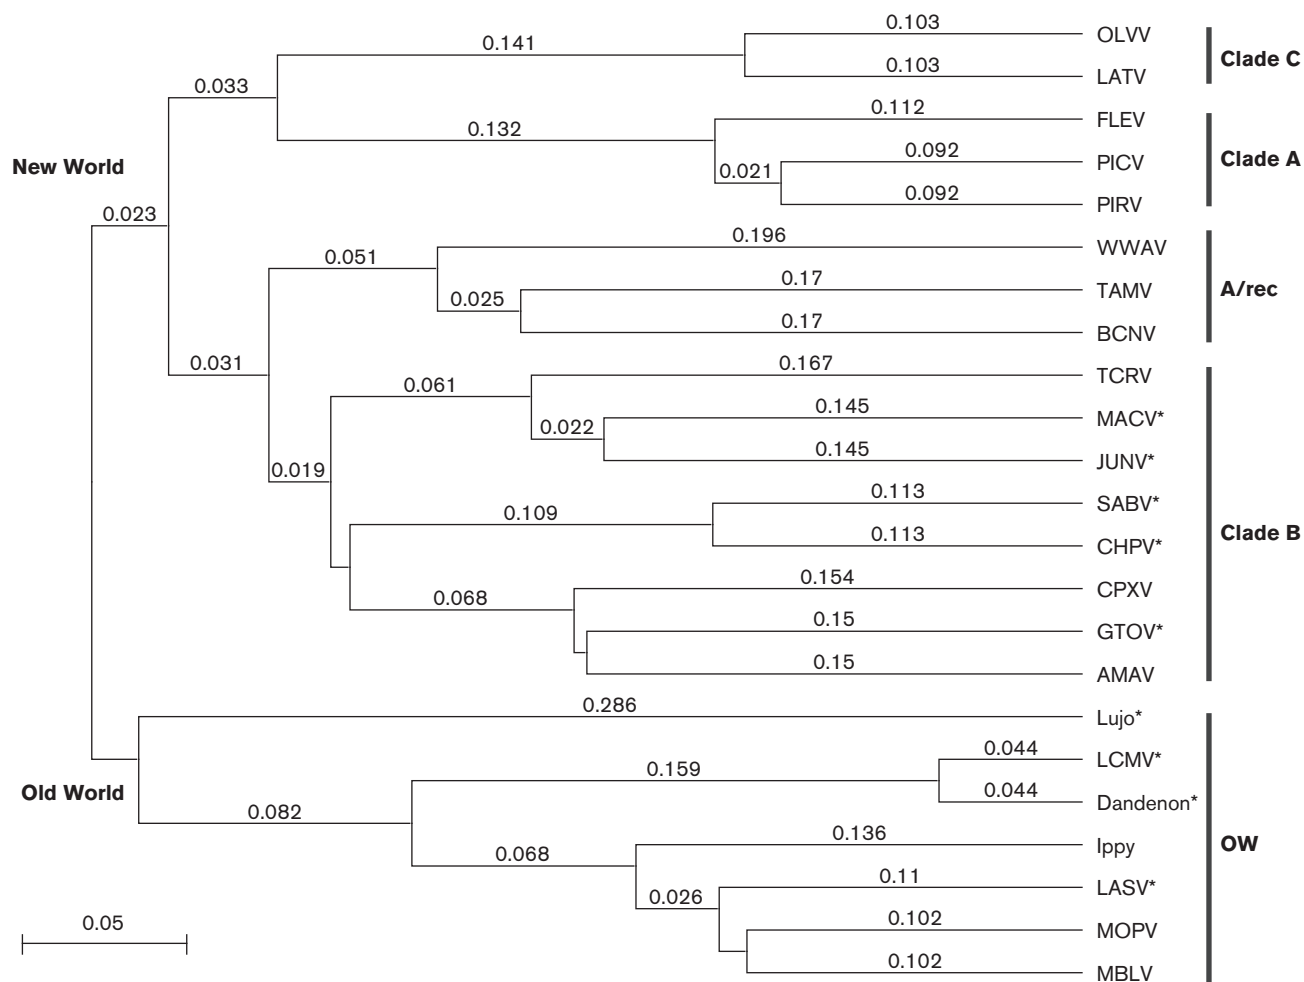 0.103
OLVV
0.141
Clade C
0.103
LATV
0.033
0.112
FLEV
0.132
0.092
PICV
Clade A
New World
0.021
0.092
PIRV
0.023
0.196
WWAV
0.051
0.17
TAMV
A/rec
0.025
0.17
BCNV
0.031
0.167
TCRV
0.061
0.145
MACV*
0.022
0.145
JUNV*
0.019
0.113
SABV*
0.109
Clade B
0.113
CHPV*
0.154
CPXV
0.068
0.15
GTOV*
0.15
AMAV
0.286
Lujo*
0.044
LCMV*
0.159
Old World
0.044
Dandenon*
0.082
0.136
Ippy
OW
0.068
0.11
LASV*
0.026
0.102
MOPV
0.05
0.102
MBLV